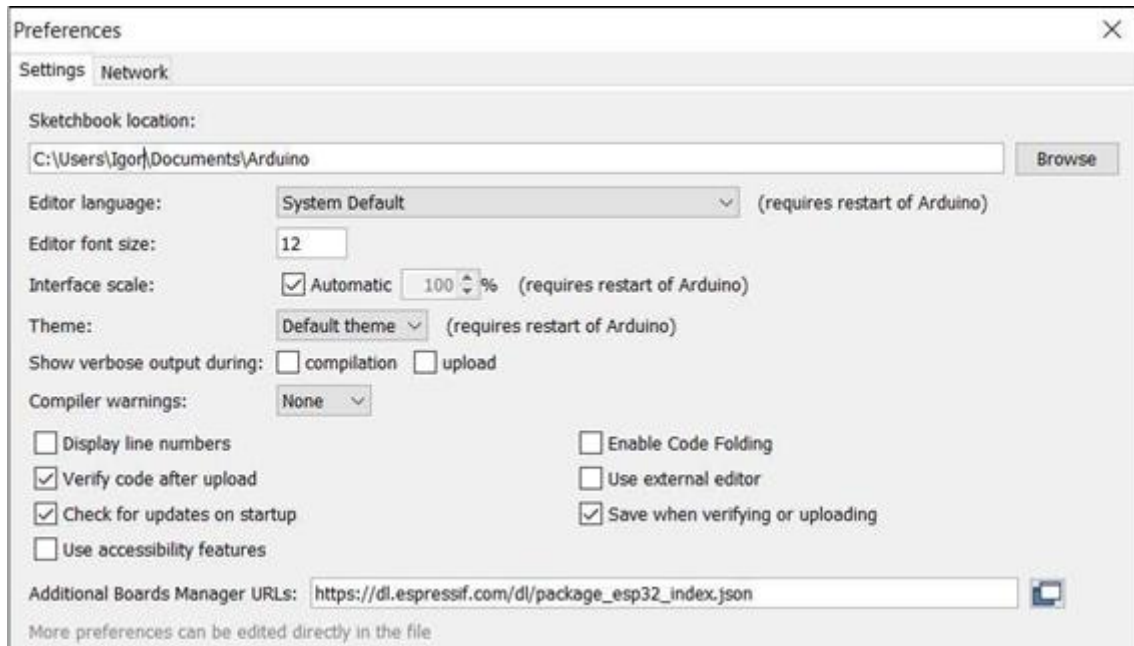 Preferences
Settings Network
Sketchbook location:
C:\Users\Igor\Documents\Arduino Browse
Editor language: System Default (requires restart of Arduino)
Editor font size: 12
Interface scale: Automatic 100 % (requires restart of Arduino)
Theme: Default theme (requires restart of Arduino)
Show verbose output during: compilation upload
Compiler warnings: None
Display line numbers Enable Code Folding
Verify code after upload Use external editor
Check for updates on startup Save when verifying or uploading
Use accessibility features
Additional Boards Manager URLs: https://dl.espressif.com/dl/package_esp32_index.json
More preferences can be edited directly in the file